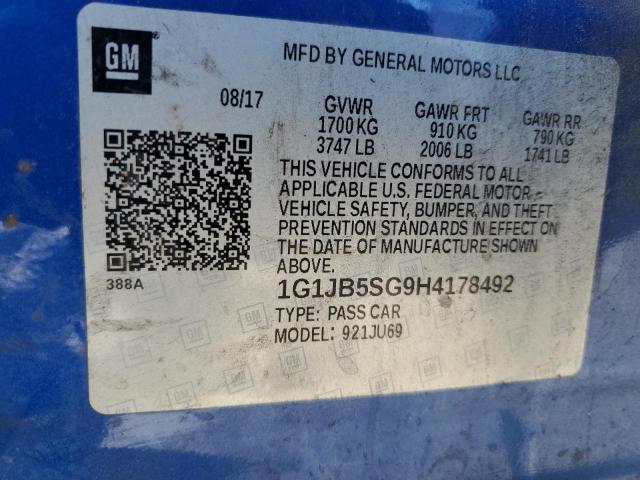 GM
MFD BY GENERAL MOTORS LLC
08/17 GVWR GAWR FRT GAWR RR
1700 KG 910 KG 790 KG
3747 LB 2006 LB 1741 LB
THIS VEHICLE CONFORMS TO ALL
APPLICABLE U.S. FEDERAL MOTOR
VEHICLE SAFETY, BUMPER, AND THEFT
PREVENTION STANDARDS IN EFFECT ON
THE DATE OF MANUFACTURE SHOWN
ABOVE.
388A
1G1JB5SG9H4178492
TYPE: PASS CAR
MODEL: 921JU69